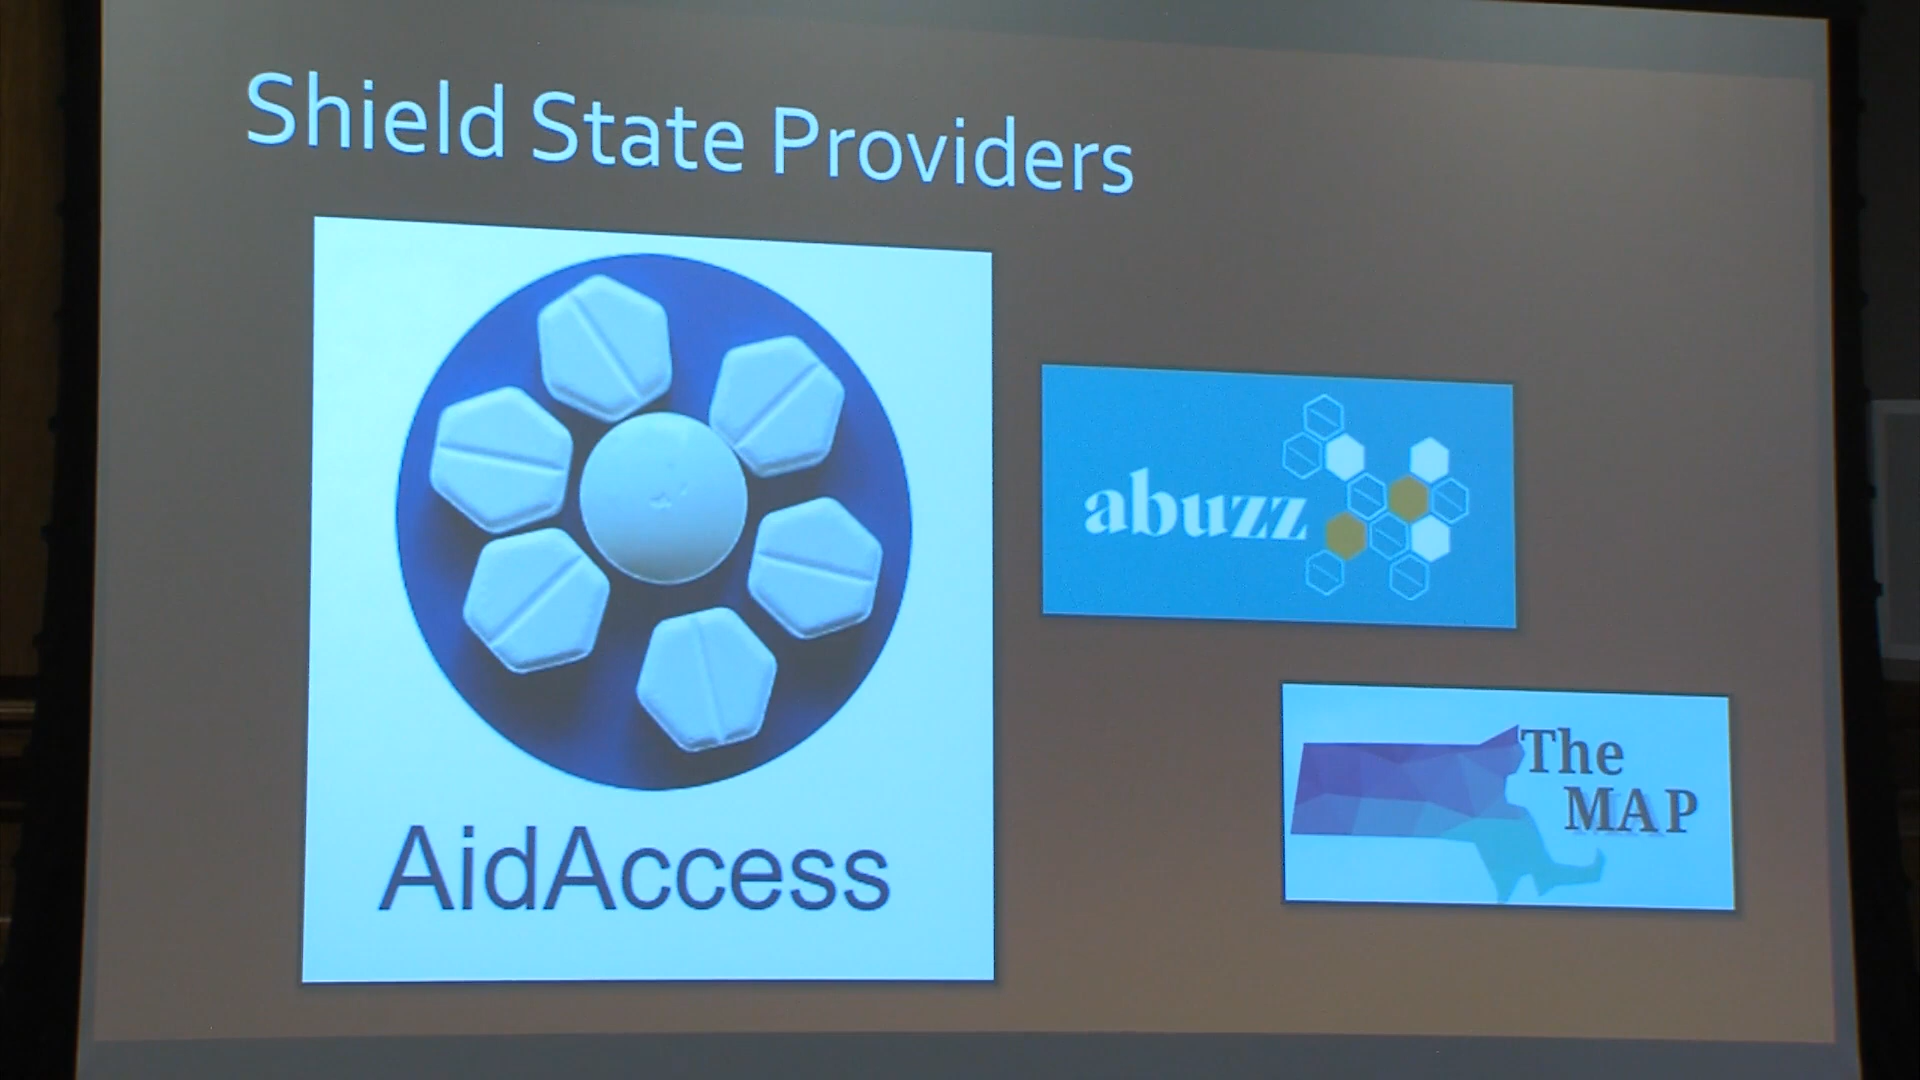 Shield State Providers
AidAccess
abuzz
The
MAP